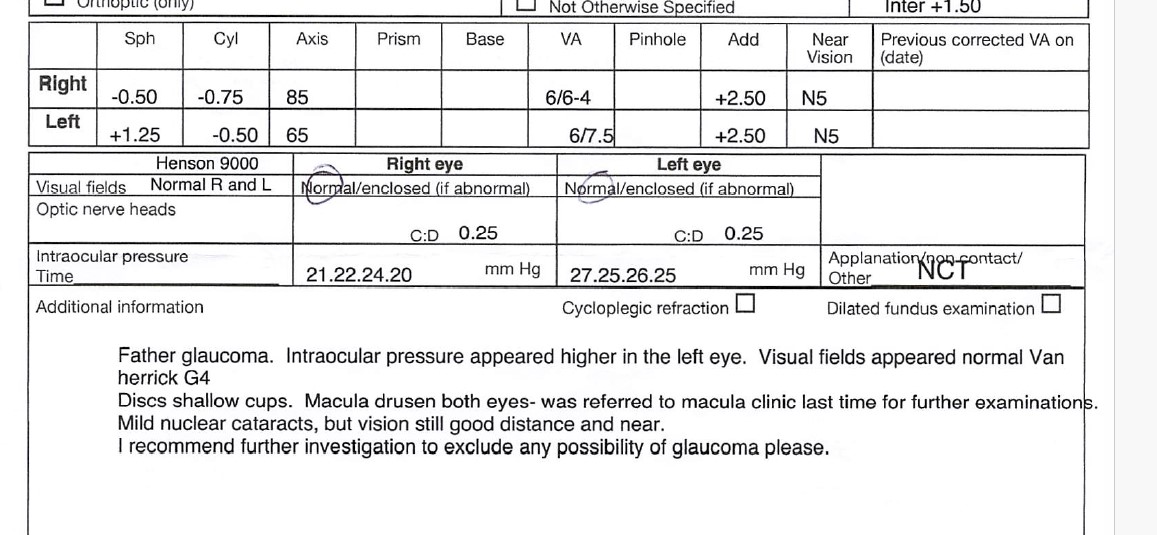 Orthoptic (only) Not Otherwise Specified Inter +1.50
Sph Cyl Axis Prism Base VA Pinhole Add Near Vision Previous corrected VA on (date)
Right -0.50 -0.75 85 6/6-4 +2.50 N5
Left +1.25 -0.50 65 6/7.5 +2.50 N5
Henson 9000 Right eye Left eye
Visual fields Normal R and L Normal/enclosed (if abnormal) Normal/enclosed (if abnormal)
Optic nerve heads
C:D 0.25 C:D 0.25
Intraocular pressure Applanation/non-contact/
Time 21.22.24.20 mm Hg 27.25.26.25 mm Hg Other NCT
Additional information Cycloplegic refraction Dilated fundus examination
Father glaucoma. Intraocular pressure appeared higher in the left eye. Visual fields appeared normal Van
herrick G4
Discs shallow cups. Macula drusen both eyes- was referred to macula clinic last time for further examinations.
Mild nuclear cataracts, but vision still good distance and near.
I recommend further investigation to exclude any possibility of glaucoma please.